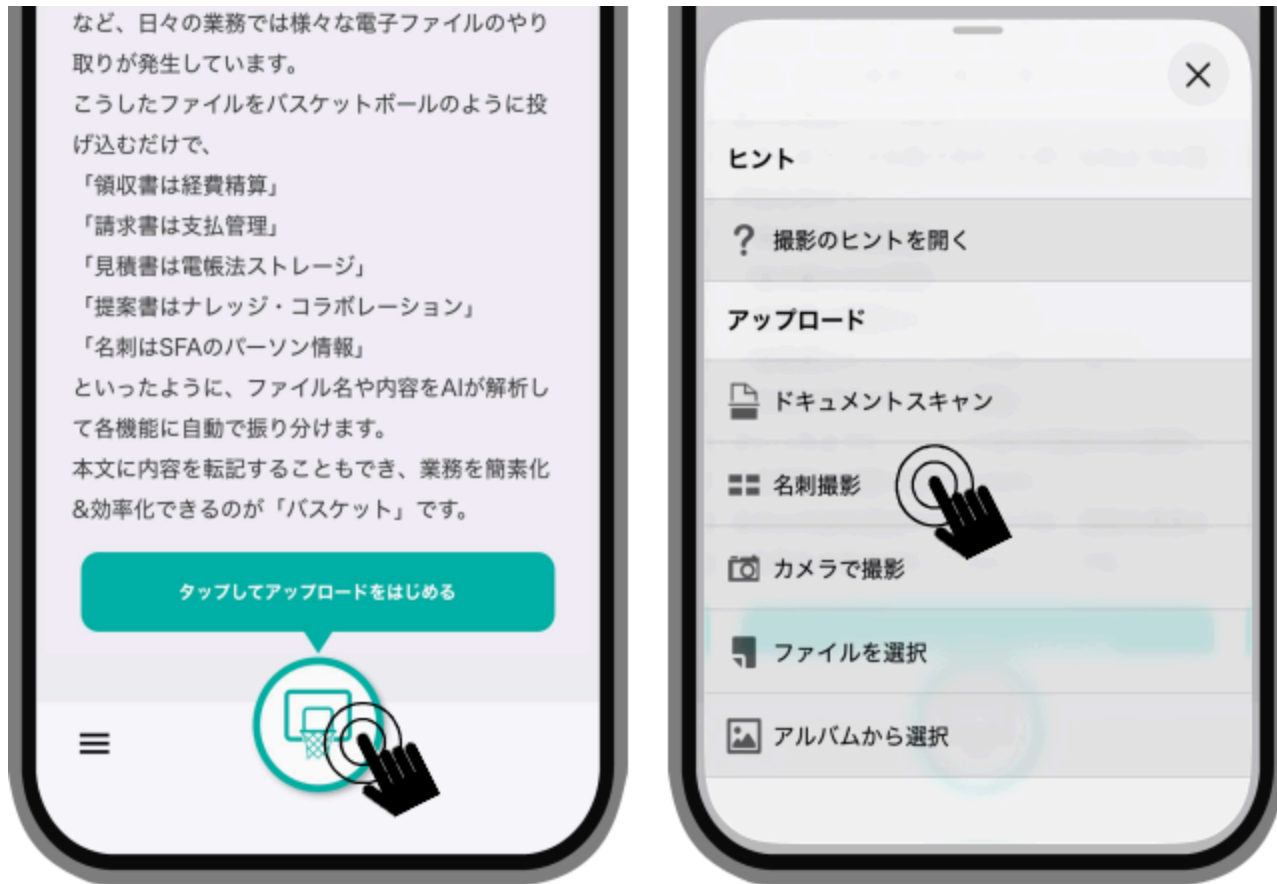 など、日々の業務では様々な電子ファイルのやり
取りが発生しています。
こうしたファイルをバスケットボールのように投
げ込むだけで、
「領収書は経費精算」
「請求書は支払管理」
「見積書は電帳法ストレージ」
「提案書はナレッジ・コラボレーション」
「名刺はSFAのパーソン情報」
といったように、ファイル名や内容をAIが解析し
て各機能に自動で振り分けます。
本文に内容を転記することもでき、業務を簡素化
&効率化できるのが「バスケット」です。
タップしてアップロードをはじめる
ヒント
? 撮影のヒントを開く
アップロード
ドキュメントスキャン
名刺撮影
カメラで撮影
ファイルを選択
アルバムから選択